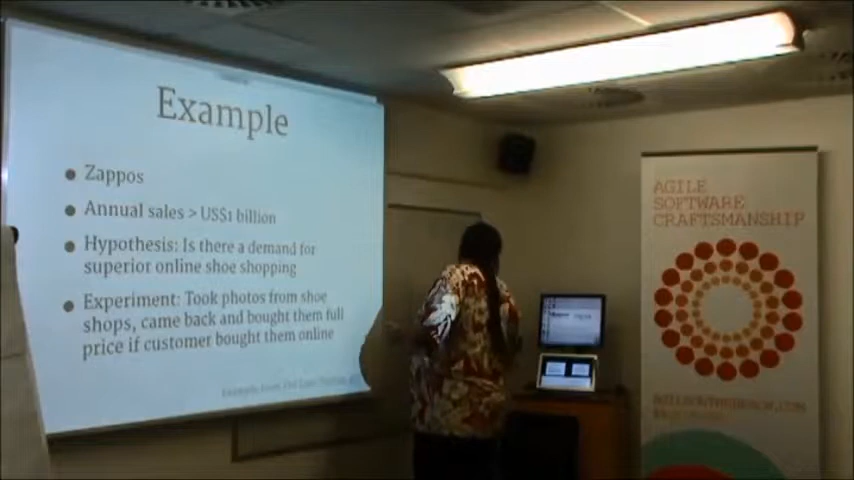 Example
Zappos
Annual sales > US$1 billion
Hypothesis: Is there a demand for
superior online shoe shopping
Experiment: Took photos from shoe
shops, came back and bought them full
price if customer bought them online
AGILE
SOFTWARE
CRAFTSMANSHIP